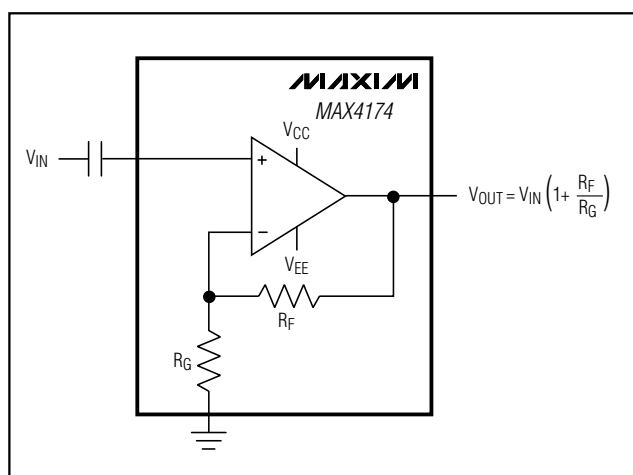 MAXIM
MAX4174
VCC
VIN
+
VOUT = VIN (1+ RF/RG)
−
VEE
RF
RG